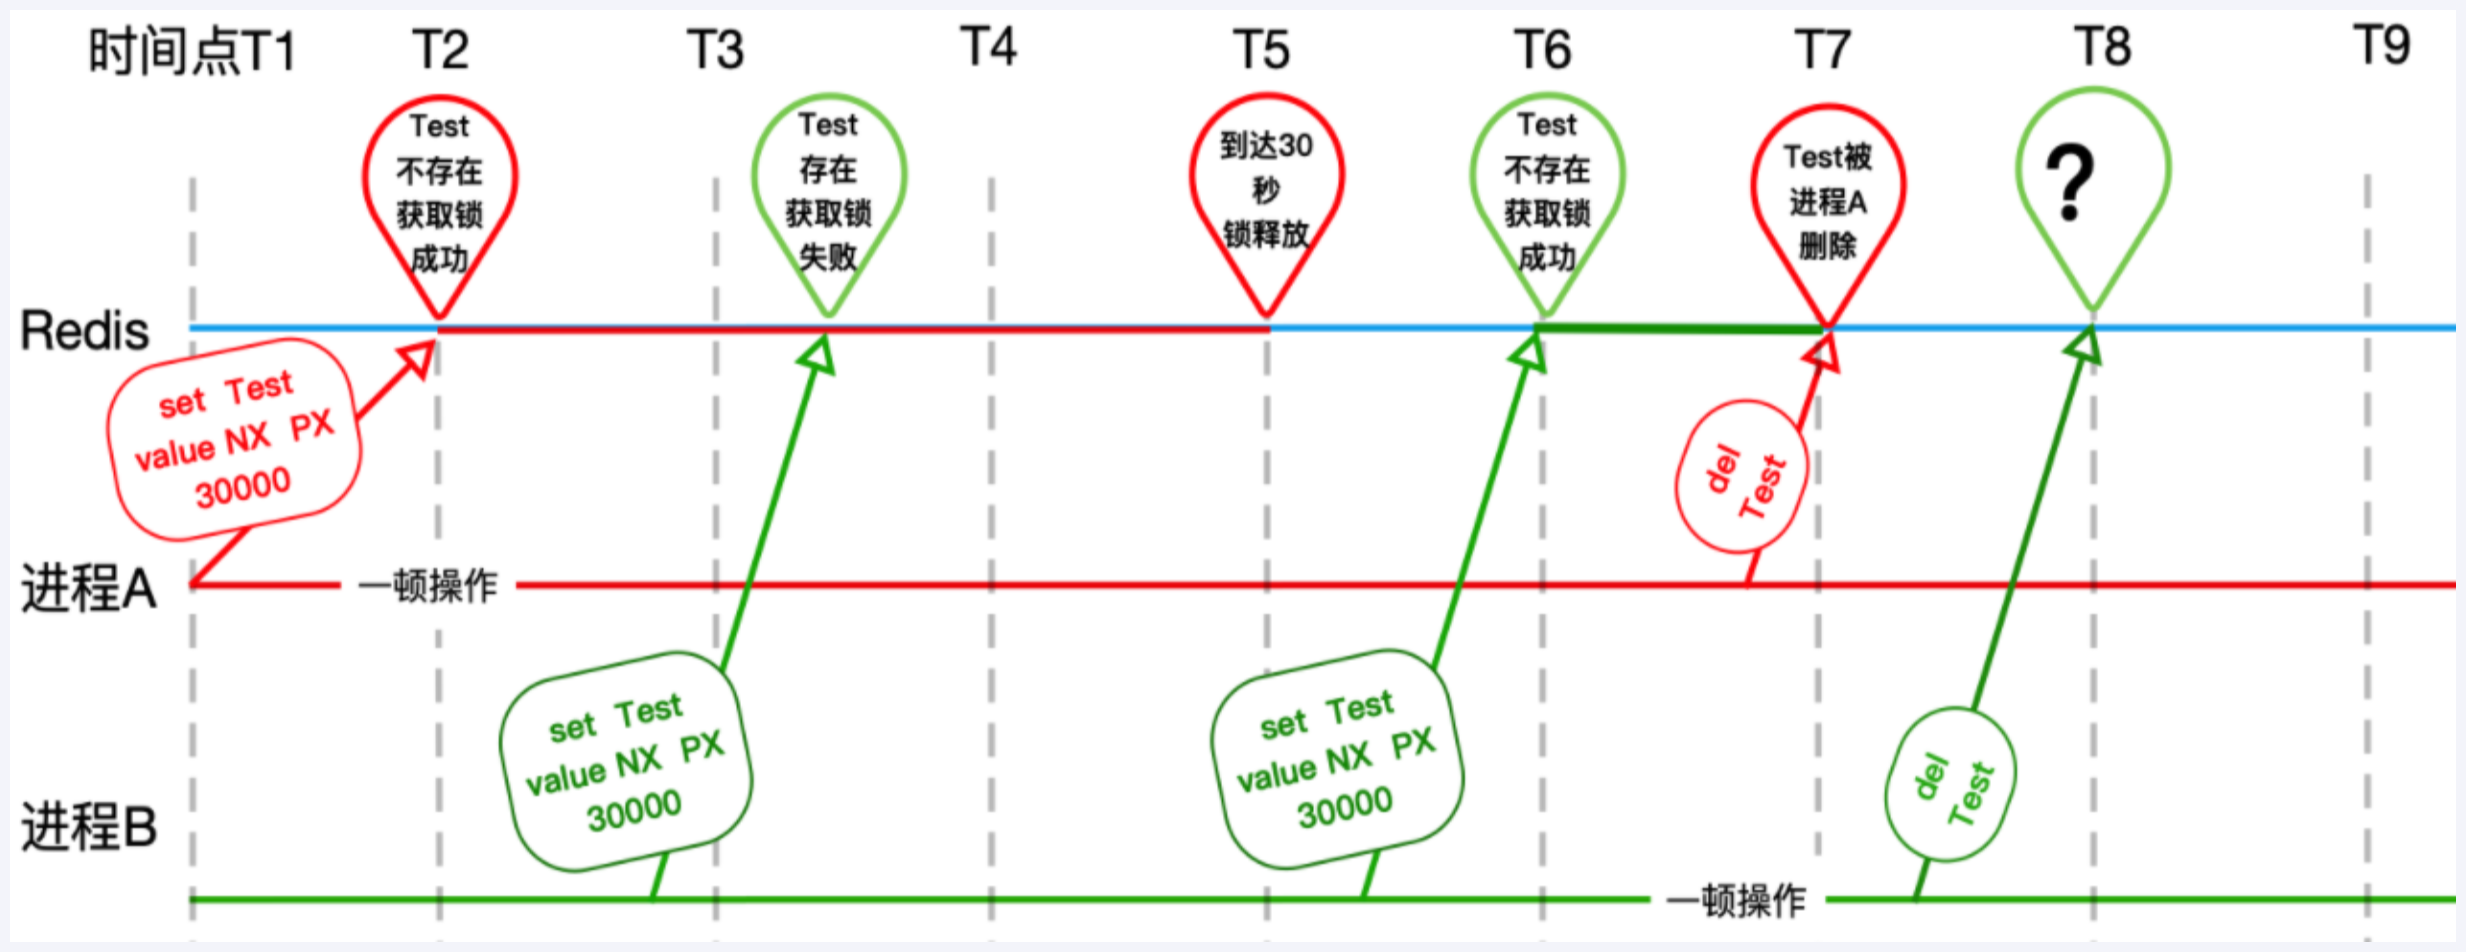 时间点T1
T2
T3
T4
T5
T6
T7
T8
T9
Test
不存在
获取锁
成功
Test
存在
获取锁
失败
到达30
秒
锁释放
Test
不存在
获取锁
成功
Test被
进程A
删除
?
Redis
set Test
value NX PX
30000
del
Test
进程A
一顿操作
set Test
value NX PX
30000
set Test
value NX PX
30000
del
Test
进程B
一顿操作